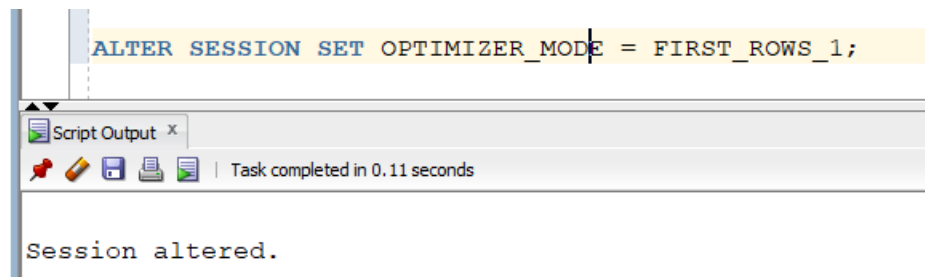 ALTER SESSION SET OPTIMIZER_MODE = FIRST_ROWS_1;
Script Output x
Task completed in 0.11 seconds
Session altered.